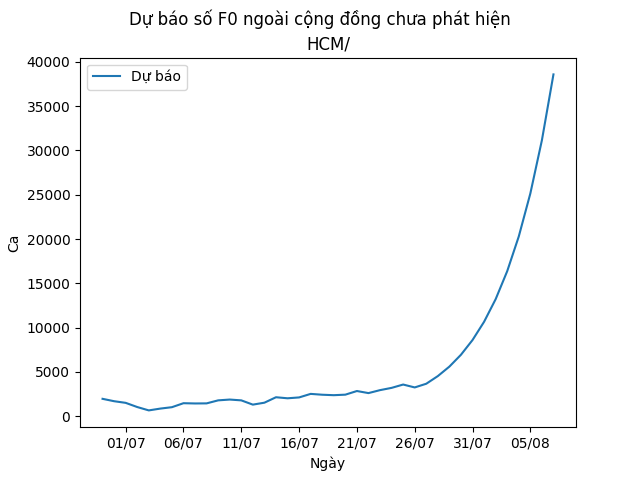 Dự báo số F0 ngoài cộng đồng chưa phát hiện
HCM/
40000
35000
30000
25000
20000
15000
10000
5000
0
Ca
Dự báo
01/07 06/07 11/07 16/07 21/07 26/07 31/07 05/08
Ngày